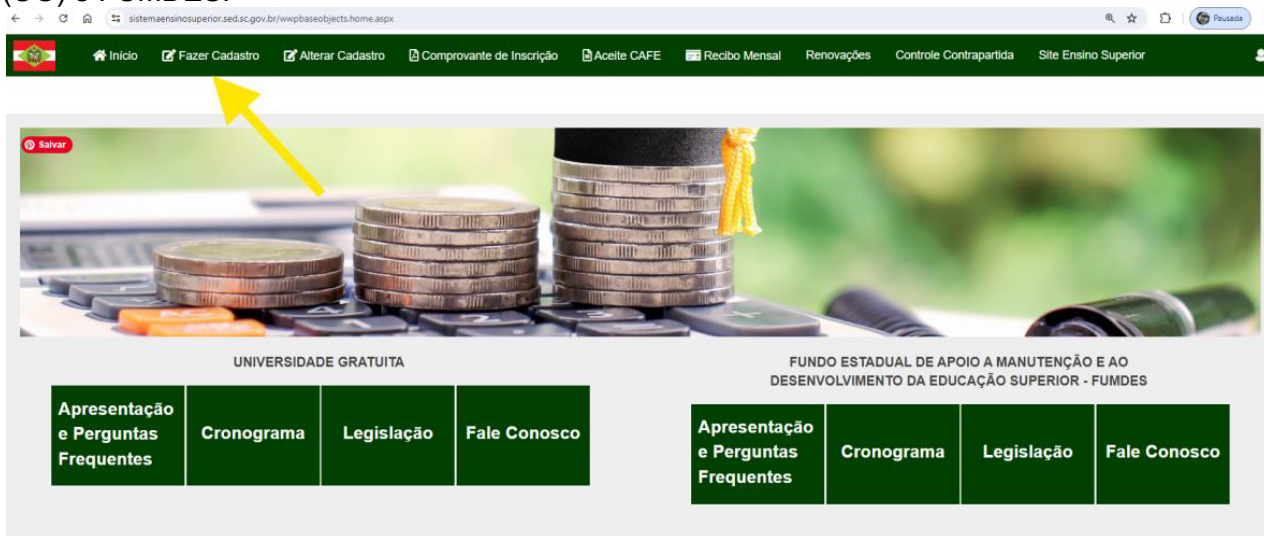 sistemaensinosuperior.sed.sc.gov.br/wwpbaseobjects.home.aspx
Pausada
Início Fazer Cadastro Alterar Cadastro Comprovante de Inscrição Aceite CAFE Recibo Mensal Renovações Controle Contrapartida Site Ensino Superior
Salvar
UNIVERSIDADE GRATUITA
Apresentação
e Perguntas
Frequentes
Cronograma
Legislação
Fale Conosco
FUNDO ESTADUAL DE APOIO A MANUTENÇÃO E AO
DESENVOLVIMENTO DA EDUCAÇÃO SUPERIOR - FUMDES
Apresentação
e Perguntas
Frequentes
Cronograma
Legislação
Fale Conosco